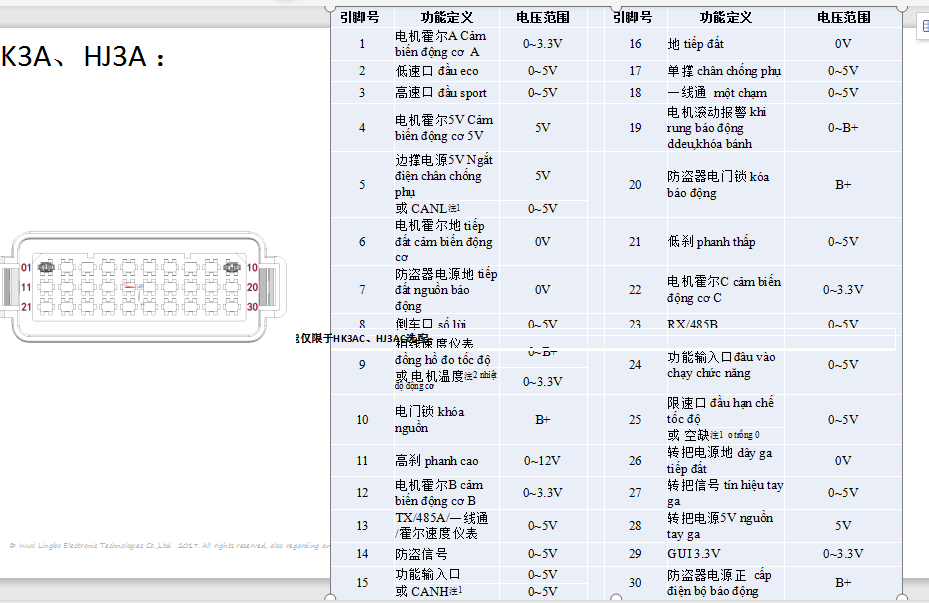 K3A、HJ3A：
01
10
11
20
21
30
© Wuxi Lingbo Electronic Technologies Co.,Ltd. 2017. All rights reserved, also regarding an
引脚号 功能定义 电压范围 引脚号 功能定义 电压范围
1 电机霍尔A Cảm biến động cơ A 0~3.3V 16 地 tiếp đất 0V
2 低速口 đầu eco 0~5V 17 单撑 chân chống phụ 0~5V
3 高速口 đầu sport 0~5V 18 一线通 một chạm 0~5V
4 电机霍尔5V Cảm biến động cơ 5V 5V 19 电机滚动报警 khi rung báo động ddeu,khóa bánh 0~B+
5 边撑电源5V Ngắt điện chân chống phụ 5V 20 防盗器电门锁 kóa báo động B+
或 CANL注1 0~5V
6 电机霍尔地 tiếp đất cảm biến động cơ 0V 21 低刹 phanh thấp 0~5V
7 防盗器电源地 tiếp đất nguồn báo động 0V 22 电机霍尔C cảm biến động cơ C 0~3.3V
8 倒车口 số lùi 0~5V 23 RX/485B 0~5V
仅限于HK3AC、HJ3AC选配
9 相线速度仪表 đồng hồ đo tốc độ 0~B+ 24 功能输入口 đâu vào chạy chức năng 0~5V
或 电机温度注2 nhiệt độ động cơ 0~3.3V
10 电门锁 khóa nguồn B+ 25 限速口 đầu hạn chế tốc độ 0~5V
或 空缺注1 o trống 0
11 高刹 phanh cao 0~12V 26 转把电源地 dây ga tiếp đất 0V
12 电机霍尔B cảm biến động cơ B 0~3.3V 27 转把信号 tín hiệu tay ga 0~5V
13 TX/485A/一线通/霍尔速度仪表 0~5V 28 转把电源5V nguồn tay ga 5V
14 防盗信号 0~5V 29 GUI 3.3V 0~3.3V
15 功能输入口 0~5V 30 防盗器电源正 cấp điện bộ báo động B+
或 CANH注1 0~5V